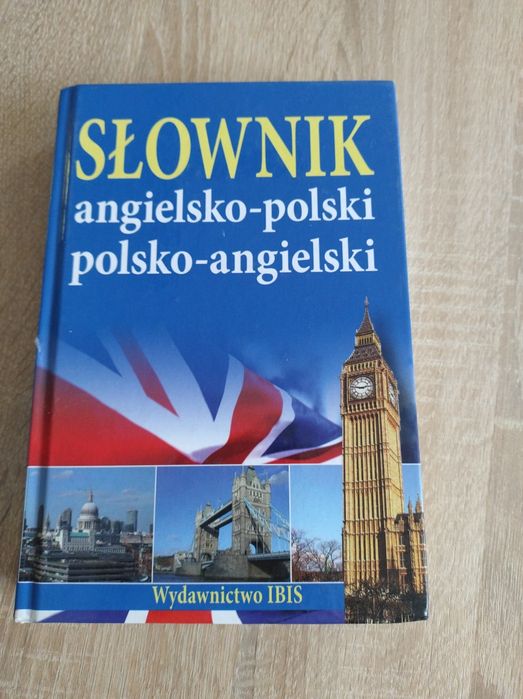 SŁOWNIK
angielsko-polski
polsko-angielski
Wydawnictwo IBIS